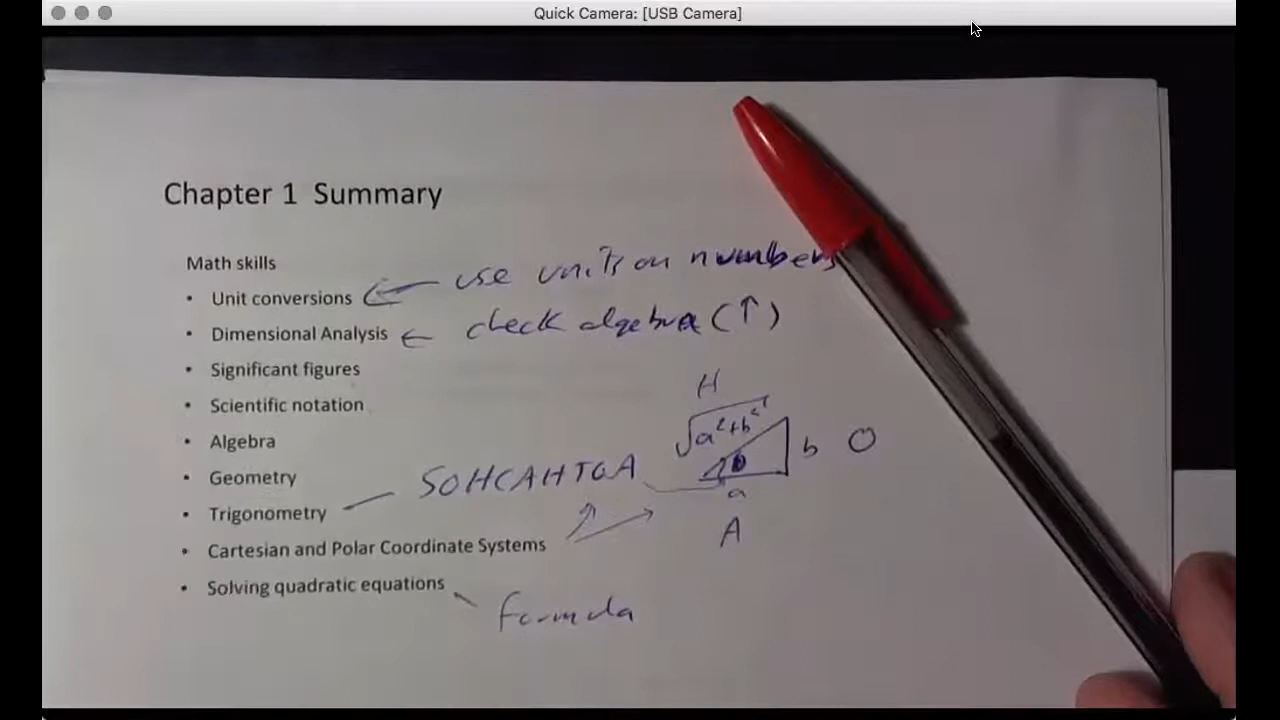 Quick Camera: [USB Camera]
Chapter 1 Summary
Math skills
• Unit conversions ← use units on numbers
• Dimensional Analysis ← check algebra (↑)
• Significant figures
• Scientific notation
• Algebra
• Geometry
• Trigonometry — SOHCAHTOA
• Cartesian and Polar Coordinate Systems
• Solving quadratic equations
formula
H
√a²+b²
θ
b O
a
A